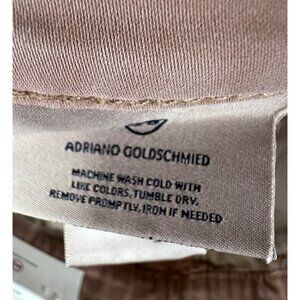 ADRIANO GOLDSCHMIED
MACHINE WASH COLD WITH
LIKE COLORS, TUMBLE DRY.
REMOVE PROMPTLY. IRON IF NEEDED